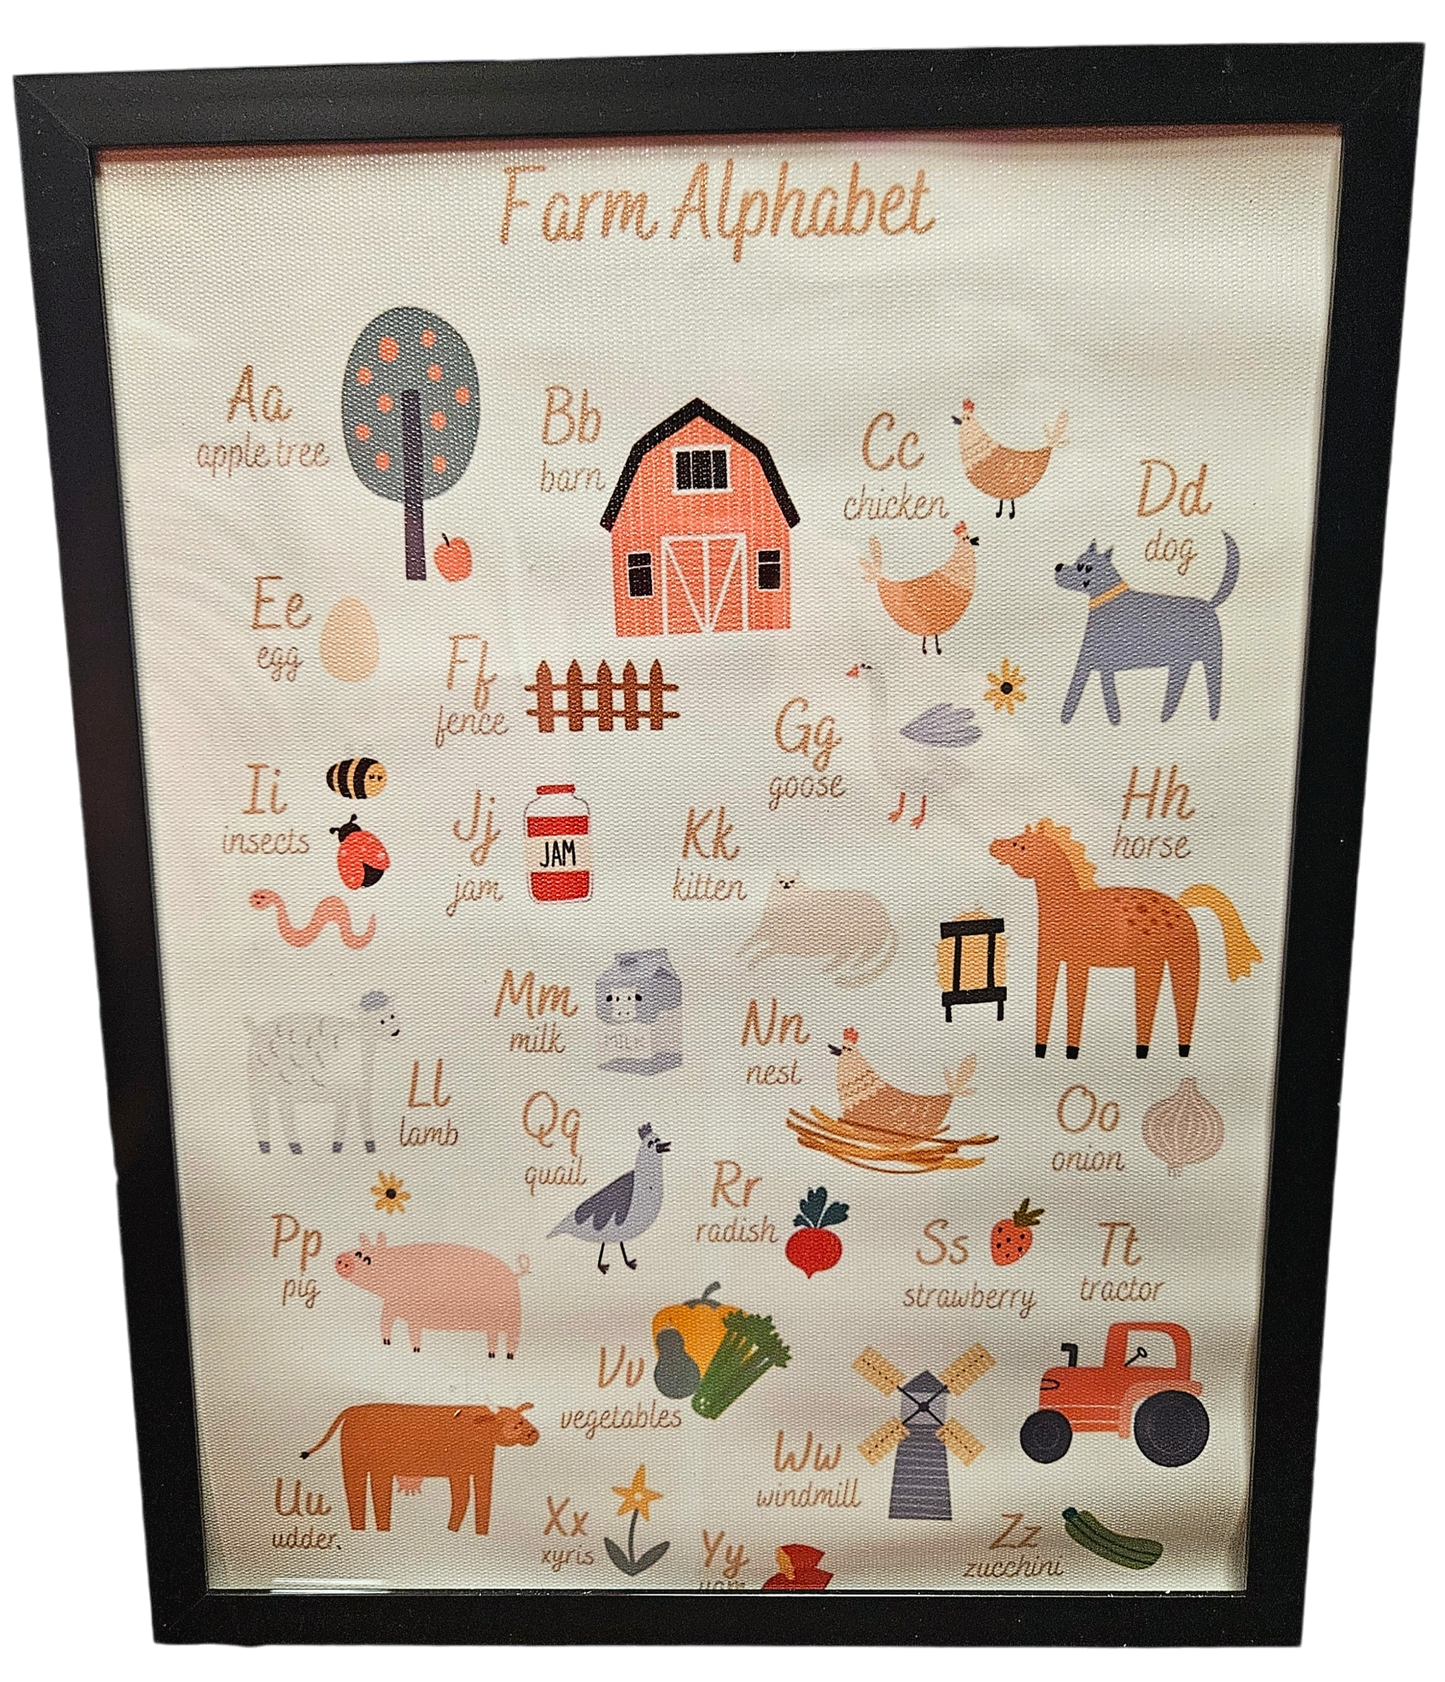 Farm Alphabet
Aa
apple tree
Bb
barn
Cc
chicken
Dd
dog
Ee
egg
Ff
fence
Gg
goose
Hh
horse
Ii
insects
Jj
jam
JAM
Kk
kitten
Ll
lamb
Mm
milk
MILK
Nn
nest
Oo
onion
Pp
pig
Qq
quail
Rr
radish
Ss
strawberry
Tt
tractor
Uu
udder
Vv
vegetables
Ww
windmill
Xx
xyris
Yy
yam
Zz
zucchini